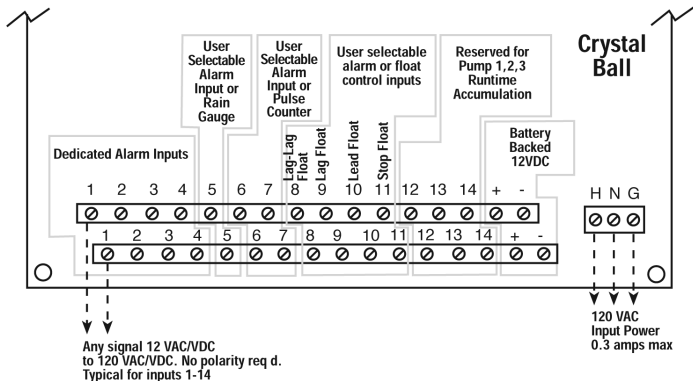 Crystal
Ball
User
Selectable
Alarm
Input or
Rain
Gauge
User
Selectable
Alarm
Input or
Pulse
Counter
User selectable
alarm or float
control inputs
Reserved for
Pump 1,2,3
Runtime
Accumulation
Battery
Backed
12VDC
Dedicated Alarm Inputs
Lag-Lag
Float
Lag Float
Lead Float
Stop Float
1 2 3 4 5 6 7 8 9 10 11 12 13 14 + -
H N G
1 2 3 4 5 6 7 8 9 10 11 12 13 14 + -
Any signal 12 VAC/VDC
to 120 VAC/VDC. No polarity req d.
Typical for inputs 1-14
120 VAC
Input Power
0.3 amps max